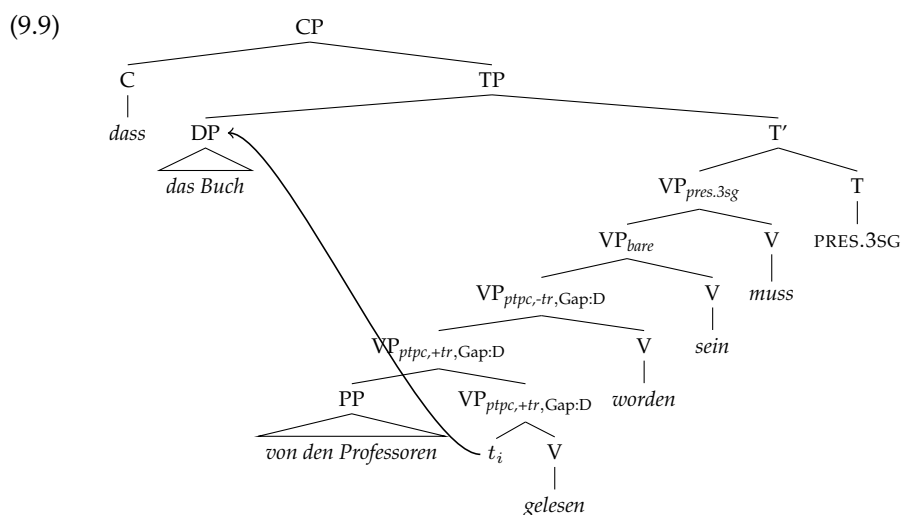 (9.9)
CP
C TP
dass DP T′
das Buch VPpres.3sg T
VPbare V PRES.3SG
VPptpc,-tr,Gap:D V muss
VPptpc,+tr,Gap:D V sein
PP VPptpc,+tr,Gap:D worden
von den Professoren ti V
gelesen